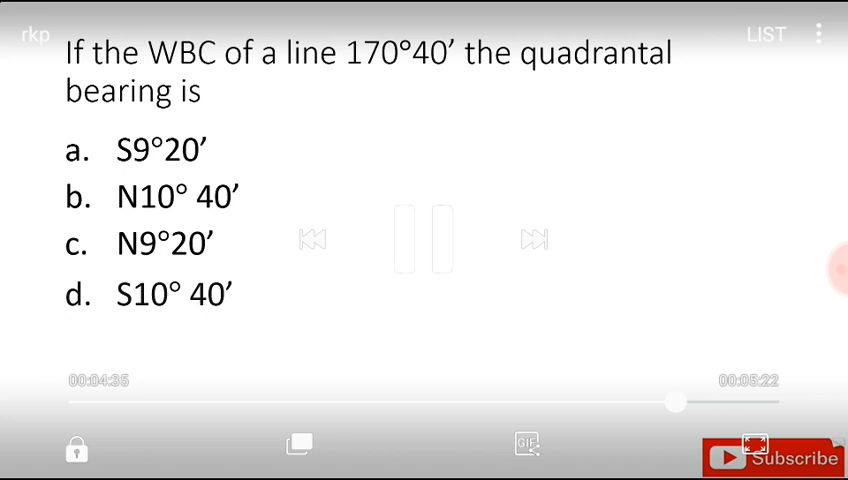 rkp
LIST
If the WBC of a line 170°40’ the quadrantal
bearing is
a. S9°20’
b. N10° 40’
c. N9°20’
d. S10° 40’
00:04:35
00:05:22
GIF
Subscribe